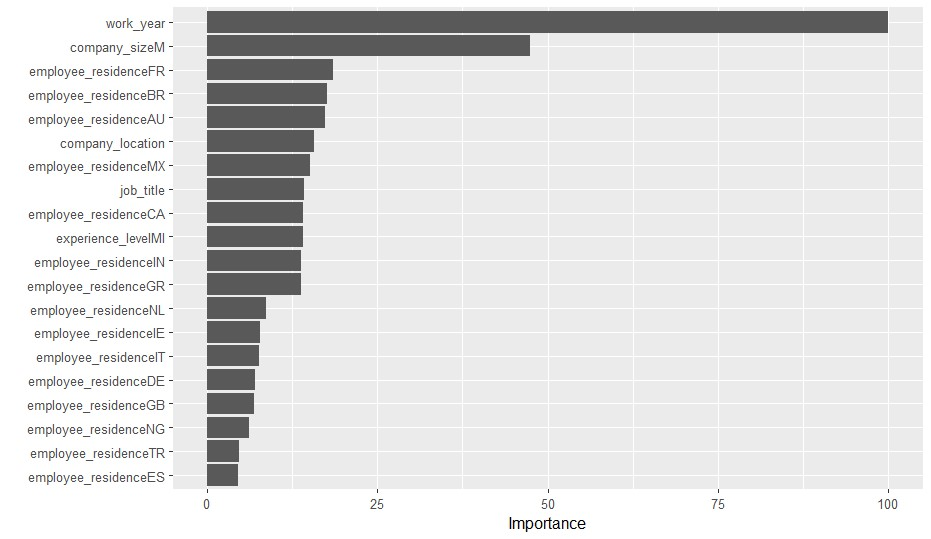 work_year
company_sizeM
employee_residenceFR
employee_residenceBR
employee_residenceAU
company_location
employee_residenceMX
job_title
employee_residenceCA
experience_levelMI
employee_residenceIN
employee_residenceGR
employee_residenceNL
employee_residenceIE
employee_residenceIT
employee_residenceDE
employee_residenceGB
employee_residenceNG
employee_residenceTR
employee_residenceES
0 25 50 75 100
Importance